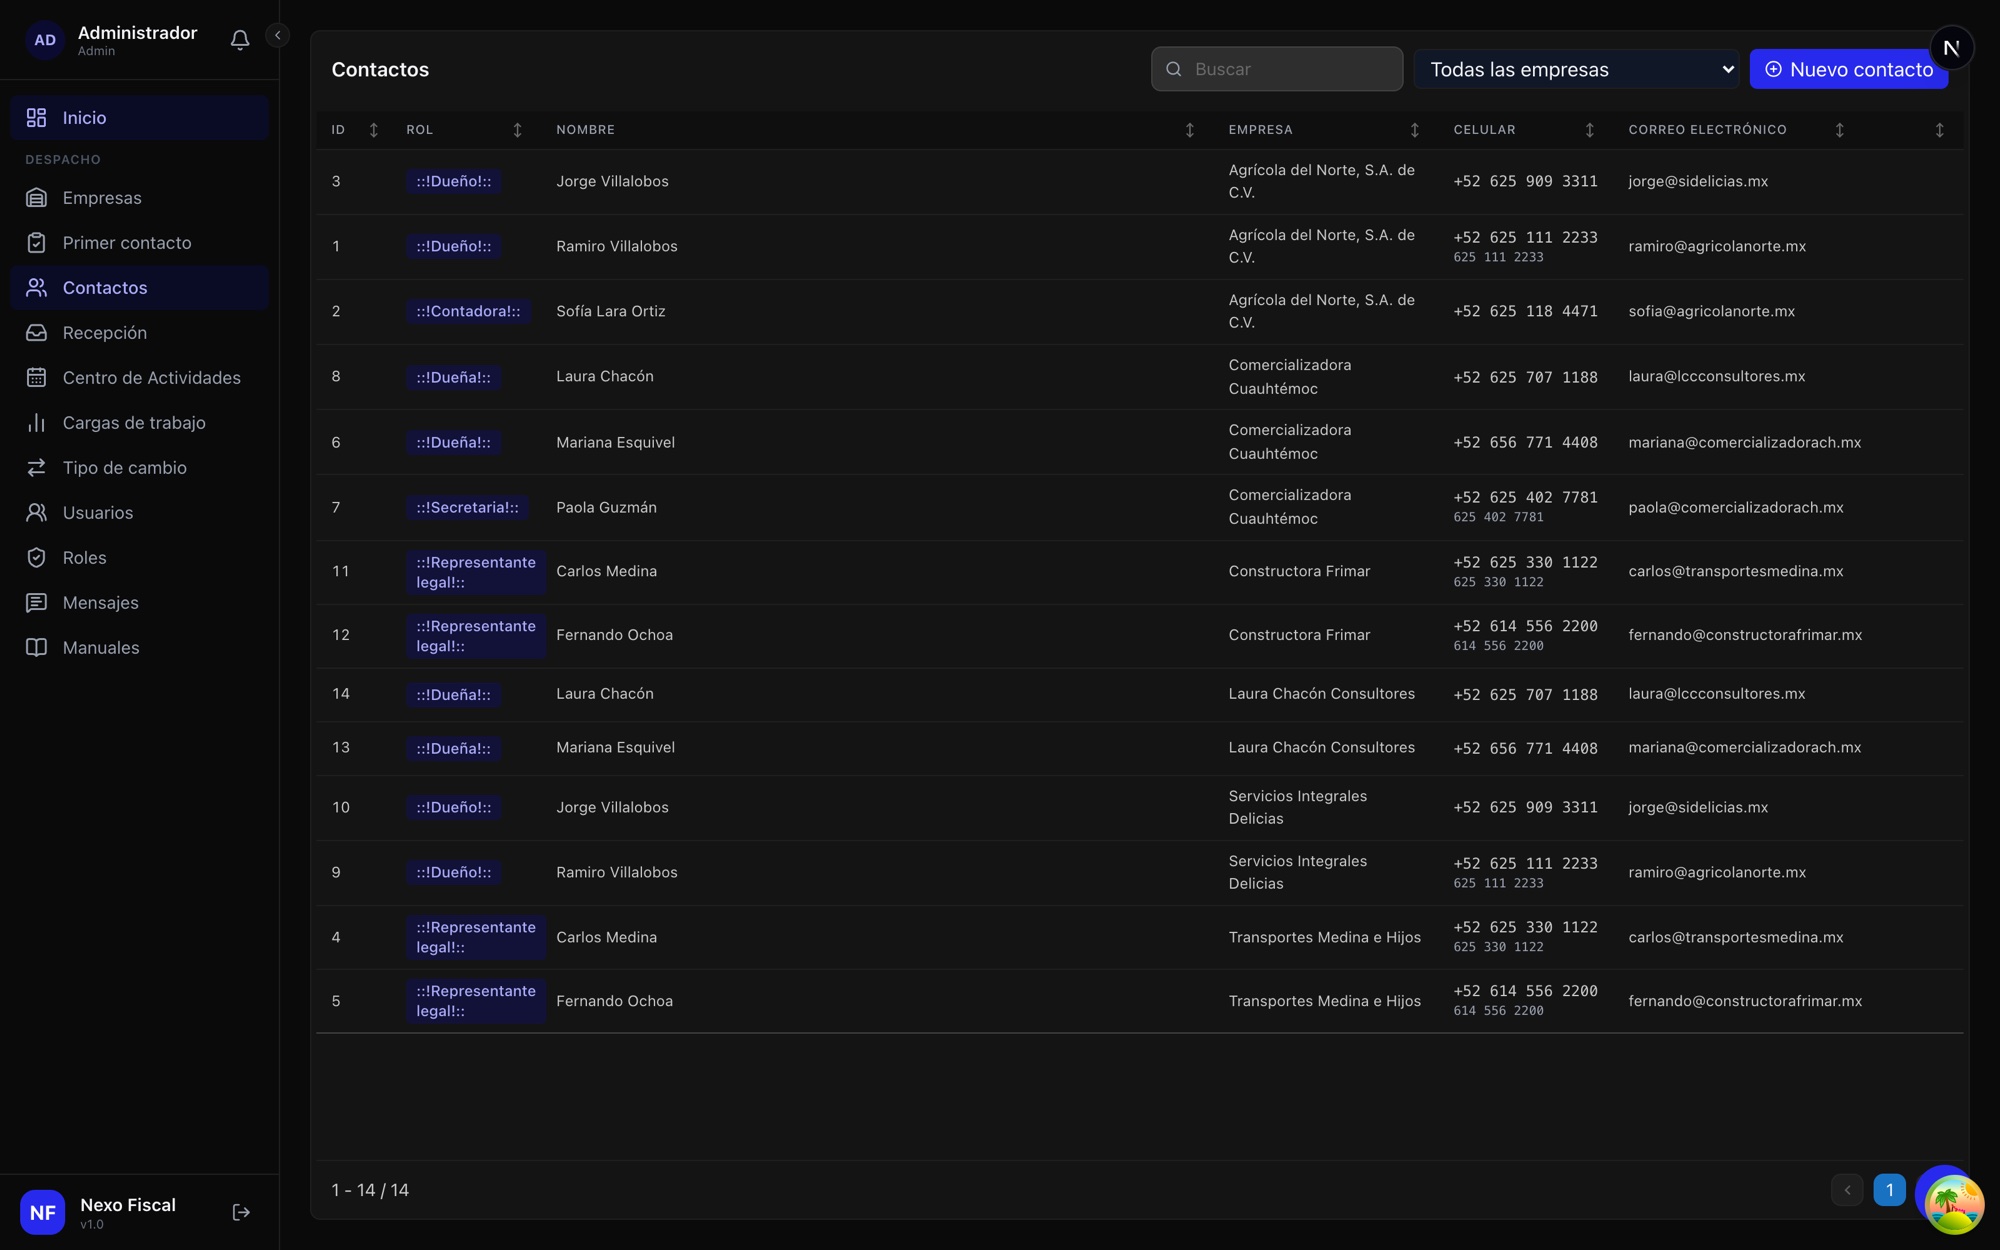 AD
Administrador
Admin
Inicio
DESPACHO
Empresas
Primer contacto
Contactos
Recepción
Centro de Actividades
Cargas de trabajo
Tipo de cambio
Usuarios
Roles
Mensajes
Manuales
NF
Nexo Fiscal
v1.0
Contactos
Buscar
Todas las empresas
Nuevo contacto
N
ID ROL NOMBRE EMPRESA CELULAR CORREO ELECTRÓNICO
3 ::!Dueño!:: Jorge Villalobos Agrícola del Norte, S.A. de C.V. +52 625 909 3311 jorge@sidelicias.mx
1 ::!Dueño!:: Ramiro Villalobos Agrícola del Norte, S.A. de C.V. +52 625 111 2233 625 111 2233 ramiro@agricolanorte.mx
2 ::!Contadora!:: Sofía Lara Ortiz Agrícola del Norte, S.A. de C.V. +52 625 118 4471 sofia@agricolanorte.mx
8 ::!Dueña!:: Laura Chacón Comercializadora Cuauhtémoc +52 625 707 1188 laura@lccconsultores.mx
6 ::!Dueña!:: Mariana Esquivel Comercializadora Cuauhtémoc +52 656 771 4408 mariana@comercializadorach.mx
7 ::!Secretaria!:: Paola Guzmán Comercializadora Cuauhtémoc +52 625 402 7781 625 402 7781 paola@comercializadorach.mx
11 ::!Representante legal!:: Carlos Medina Constructora Frimar +52 625 330 1122 625 330 1122 carlos@transportesmedina.mx
12 ::!Representante legal!:: Fernando Ochoa Constructora Frimar +52 614 556 2200 614 556 2200 fernando@constructorafrimar.mx
14 ::!Dueña!:: Laura Chacón Laura Chacón Consultores +52 625 707 1188 laura@lccconsultores.mx
13 ::!Dueña!:: Mariana Esquivel Laura Chacón Consultores +52 656 771 4408 mariana@comercializadorach.mx
10 ::!Dueño!:: Jorge Villalobos Servicios Integrales Delicias +52 625 909 3311 jorge@sidelicias.mx
9 ::!Dueño!:: Ramiro Villalobos Servicios Integrales Delicias +52 625 111 2233 625 111 2233 ramiro@agricolanorte.mx
4 ::!Representante legal!:: Carlos Medina Transportes Medina e Hijos +52 625 330 1122 625 330 1122 carlos@transportesmedina.mx
5 ::!Representante legal!:: Fernando Ochoa Transportes Medina e Hijos +52 614 556 2200 614 556 2200 fernando@constructorafrimar.mx
1 - 14 / 14
1